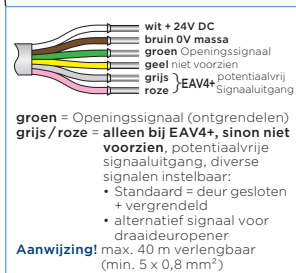 wit + 24V DC
bruin 0V massa
groen Openingssignaal
geel niet voorzien
grijs } EAV4+ potentiaalvrij
roze Signaaluitgang
groen = Openingssignaal (ontgrendelen)
grijs / roze = alleen bij EAV4+, sinon niet
voorzien, potentiaalvrije
signaaluitgang, diverse
signalen instelbaar:
• Standaard = deur gesloten
+ vergrendeld
• alternatief signaal voor
draaideuropener
Aanwijzing! max. 40 m verlengbaar
(min. 5 x 0,8 mm²)